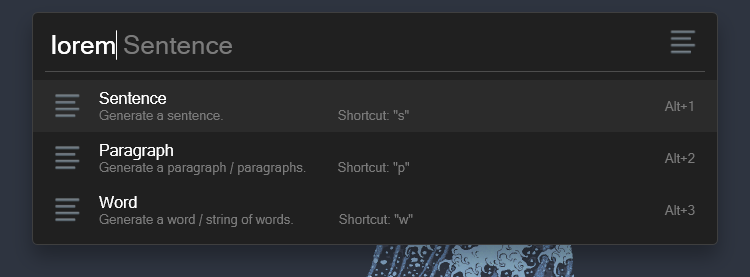 lorem Sentence
Sentence
Generate a sentence. Shortcut: "s" Alt+1
Paragraph
Generate a paragraph / paragraphs. Shortcut: "p" Alt+2
Word
Generate a word / string of words. Shortcut: "w" Alt+3